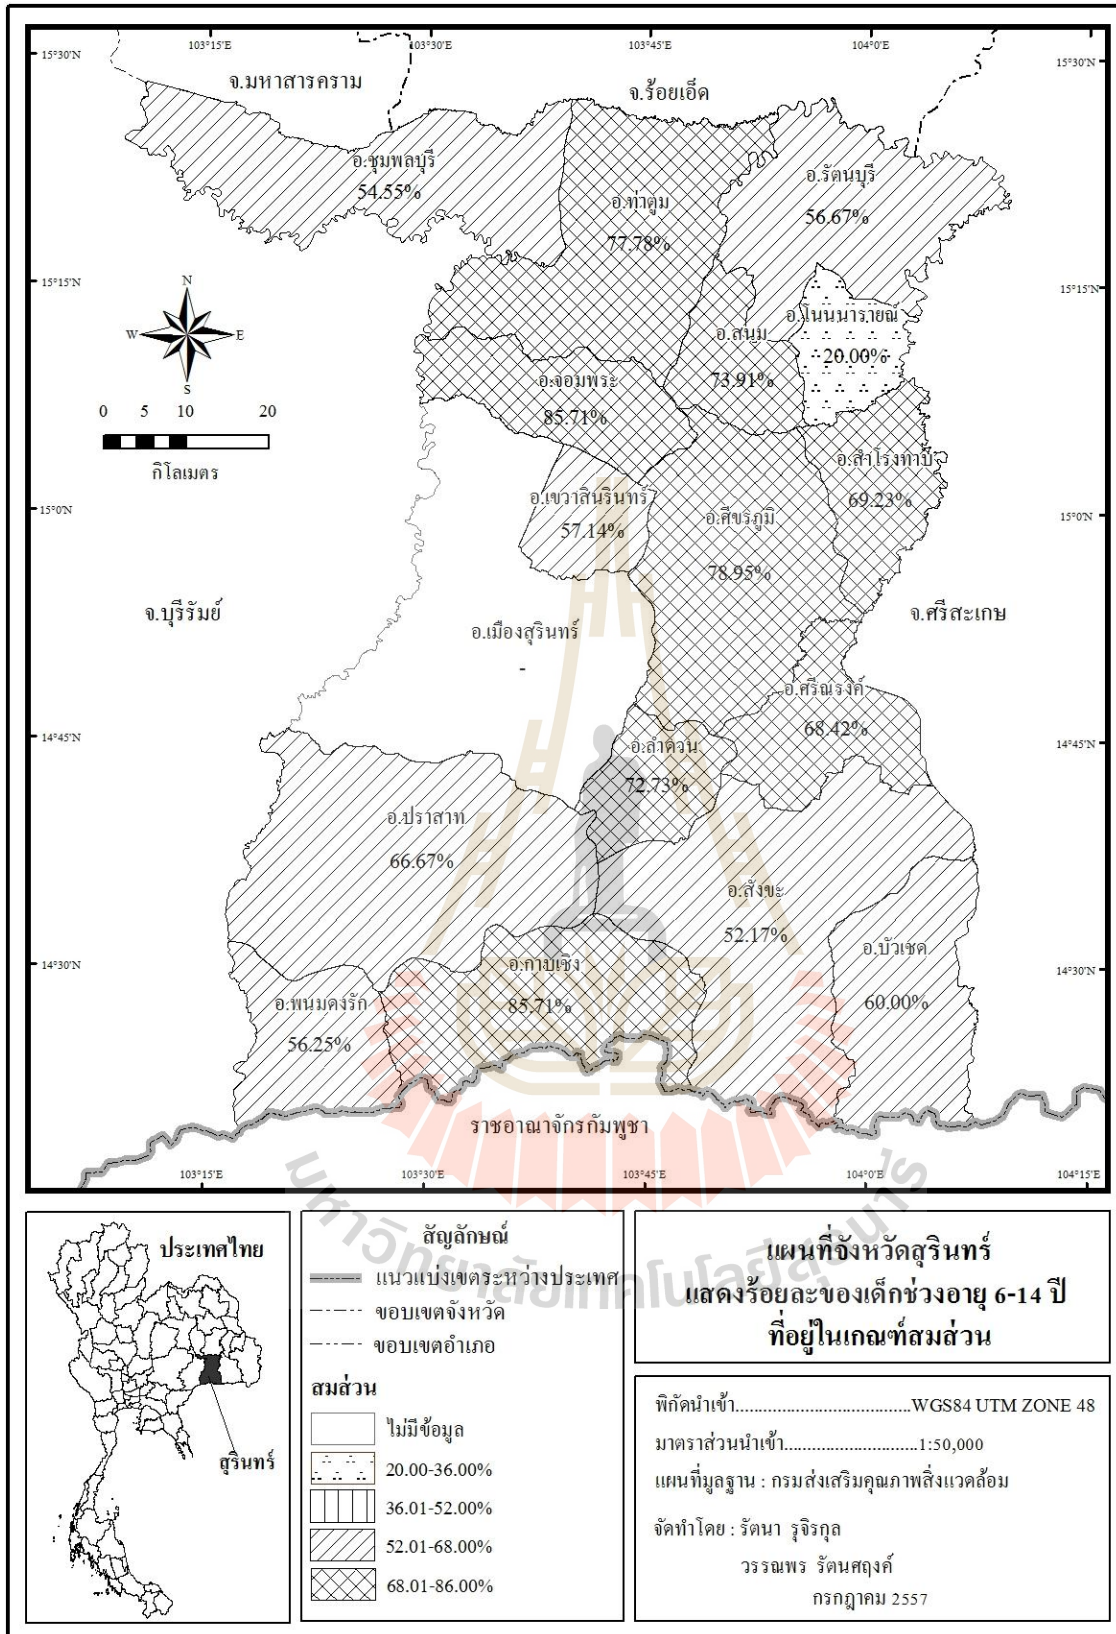 103°15'E 103°30'E 103°45'E 104°0'E
15°30'N 15°30'N
จ.มหาสารคราม
จ.ร้อยเอ็ด
อ.ชุมพลบุรี
54.55%
อ.รัตนบุรี
56.67%
อ.ท่าตูม
77.78%
15°15'N 15°15'N
N
W E
S
อ.โนนนารายณ์
20.00%
อ.สนม
73.91%
อ.จอมพระ
85.71%
0 5 10 20
กิโลเมตร
อ.สำโรงทาบ
69.23%
อ.เขวาสินรินทร์
57.14%
อ.ศีขรภูมิ
78.95%
15°0'N 15°0'N
จ.บุรีรัมย์
จ.ศรีสะเกษ
อ.เมืองสุรินทร์
-
อ.ศรีณรงค์
68.42%
14°45'N 14°45'N
อ.ลำดวน
72.73%
อ.ปราสาท
66.67%
อ.สังขะ
52.17%
อ.บัวเชด
60.00%
14°30'N 14°30'N
อ.กาบเชิง
85.71%
อ.พนมดงรัก
56.25%
ราชอาณาจักรกัมพูชา
103°15'E 103°30'E 103°45'E 104°0'E 104°15'E
มหาวิทยาลัยเทคโนโลยีสุรนารี
ประเทศไทย
สุรินทร์
สัญลักษณ์
แนวแบ่งเขตระหว่างประเทศ
ขอบเขตจังหวัด
ขอบเขตอำเภอ
สมส่วน
ไม่มีข้อมูล
20.00-36.00%
36.01-52.00%
52.01-68.00%
68.01-86.00%
แผนที่จังหวัดสุรินทร์
แสดงร้อยละของเด็กช่วงอายุ 6-14 ปี
ที่อยู่ในเกณฑ์สมส่วน
พิกัดนำเข้า................................WGS84 UTM ZONE 48
มาตราส่วนนำเข้า........................1:50,000
แผนที่มูลฐาน : กรมส่งเสริมคุณภาพสิ่งแวดล้อม
จัดทำโดย : รัตนา รุจิรกุล
วรรณพร รัตนศฤงค์
กรกฎาคม 2557